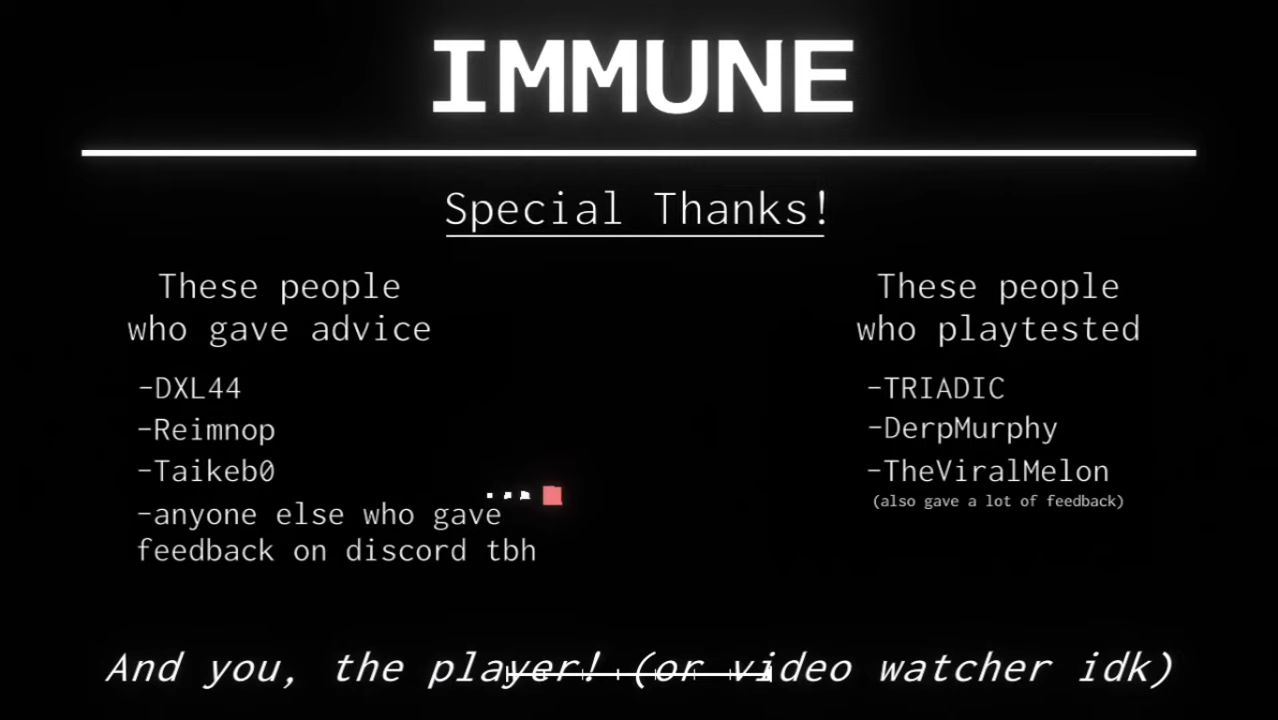 IMMUNE
Special Thanks!
These people
who gave advice
-DXL44
-Reimnop
-Taikeb0
-anyone else who gave
feedback on discord tbh
These people
who playtested
-TRIADIC
-DerpMurphy
-TheViralMelon
(also gave a lot of feedback)
And you, the player! (or video watcher idk)